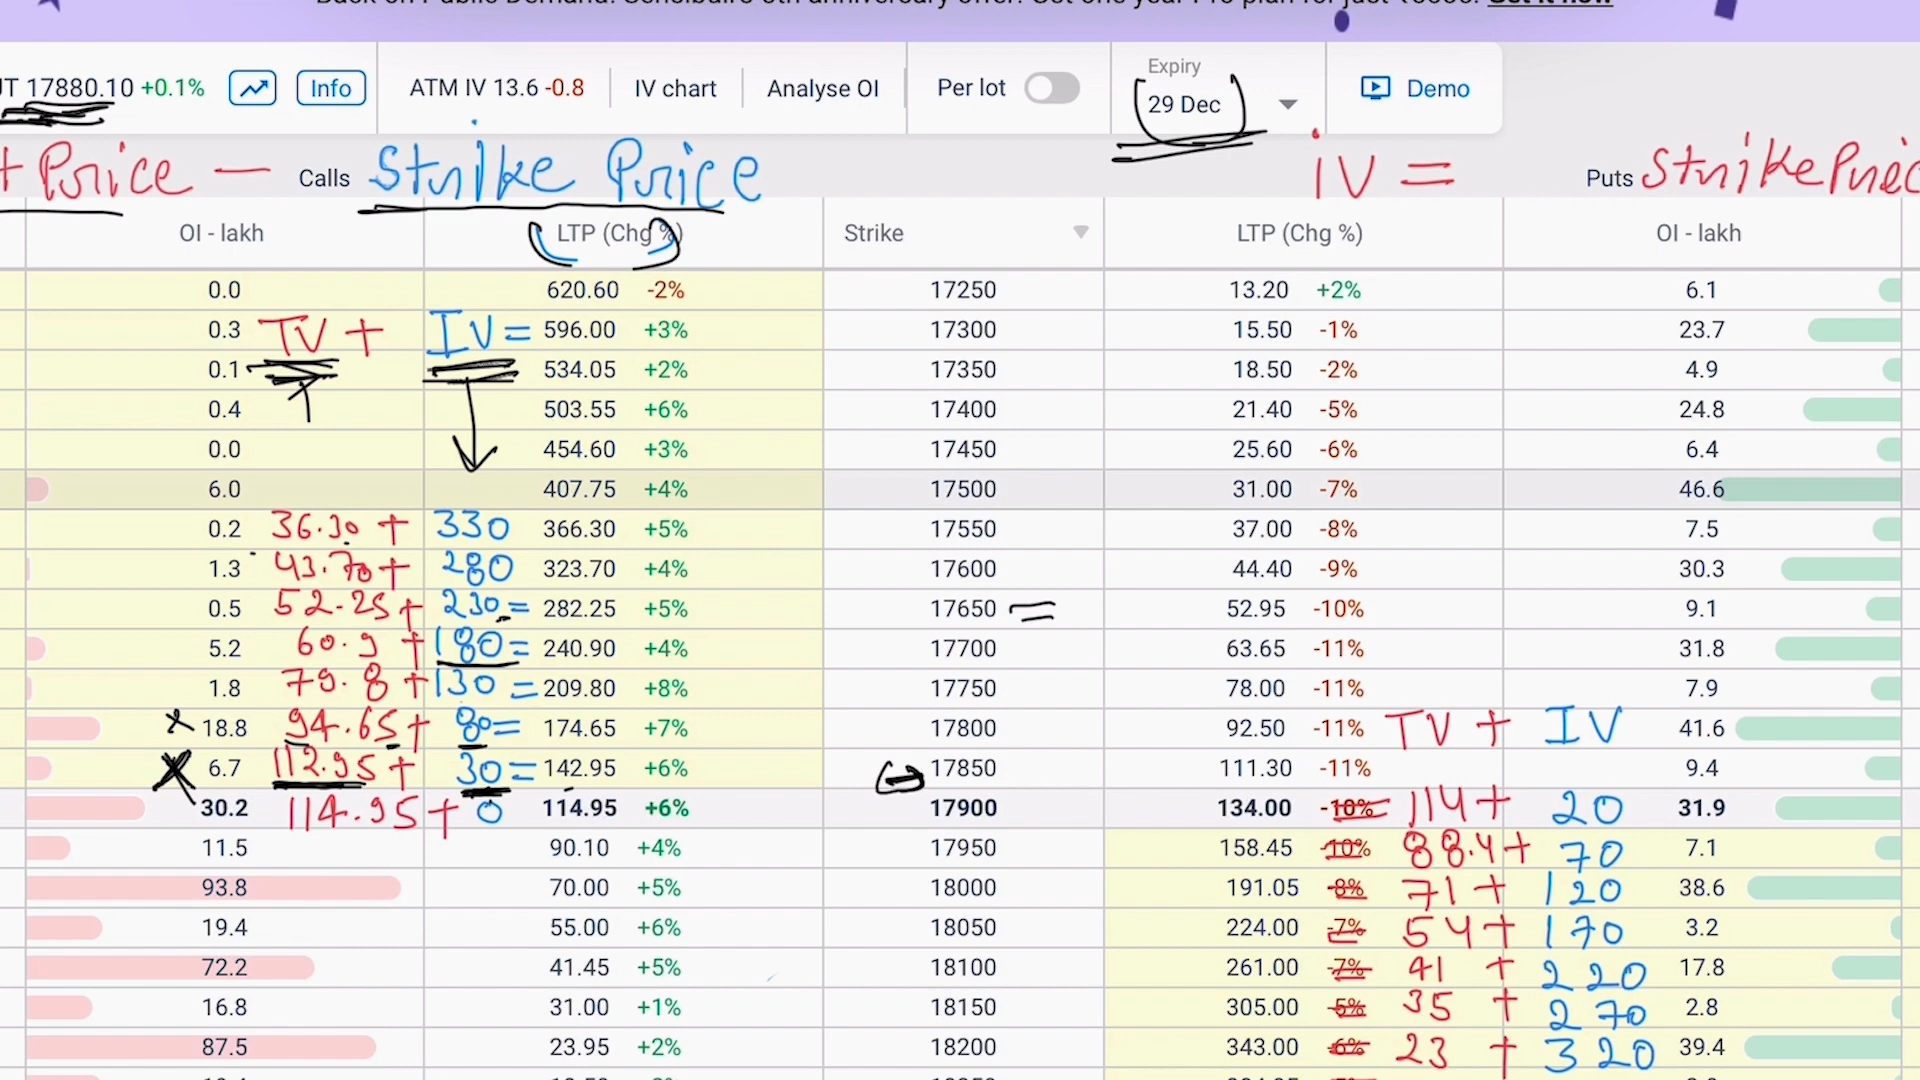 Get it now
UT 17880.10 +0.1% Info ATM IV 13.6 -0.8 IV chart Analyse OI Per lot Expiry 29 Dec Demo
t Price — Calls Strike Price iv = Puts Strike Pric
OI - lakh LTP (Chg %) Strike LTP (Chg %) OI - lakh
0.0 620.60 -2% 17250 13.20 +2% 6.1
0.3 TV + IV = 596.00 +3% 17300 15.50 -1% 23.7
0.1 534.05 +2% 17350 18.50 -2% 4.9
0.4 503.55 +6% 17400 21.40 -5% 24.8
0.0 454.60 +3% 17450 25.60 -6% 6.4
6.0 407.75 +4% 17500 31.00 -7% 46.6
0.2 36.30 + 330 366.30 +5% 17550 37.00 -8% 7.5
1.3 43.70 + 280 323.70 +4% 17600 44.40 -9% 30.3
0.5 52.25 + 230 = 282.25 +5% 17650 = 52.95 -10% 9.1
5.2 60.9 + 180 = 240.90 +4% 17700 63.65 -11% 31.8
1.8 79.8 + 130 = 209.80 +8% 17750 78.00 -11% 7.9
x 18.8 94.65 + 80 = 174.65 +7% 17800 92.50 -11% TV + IV 41.6
x 6.7 112.95 + 30 = 142.95 +6% 17850 111.30 -11% 9.4
30.2 114.95 + 0 114.95 +6% 17900 134.00 -10% 114 + 20 31.9
11.5 90.10 +4% 17950 158.45 -10% 88.4 + 70 7.1
93.8 70.00 +5% 18000 191.05 -8% 71 + 120 38.6
19.4 55.00 +6% 18050 224.00 -7% 54 + 170 3.2
72.2 41.45 +5% 18100 261.00 -7% 41 + 220 17.8
16.8 31.00 +1% 18150 305.00 -5% 35 + 270 2.8
87.5 23.95 +2% 18200 343.00 -6% 23 + 320 39.4